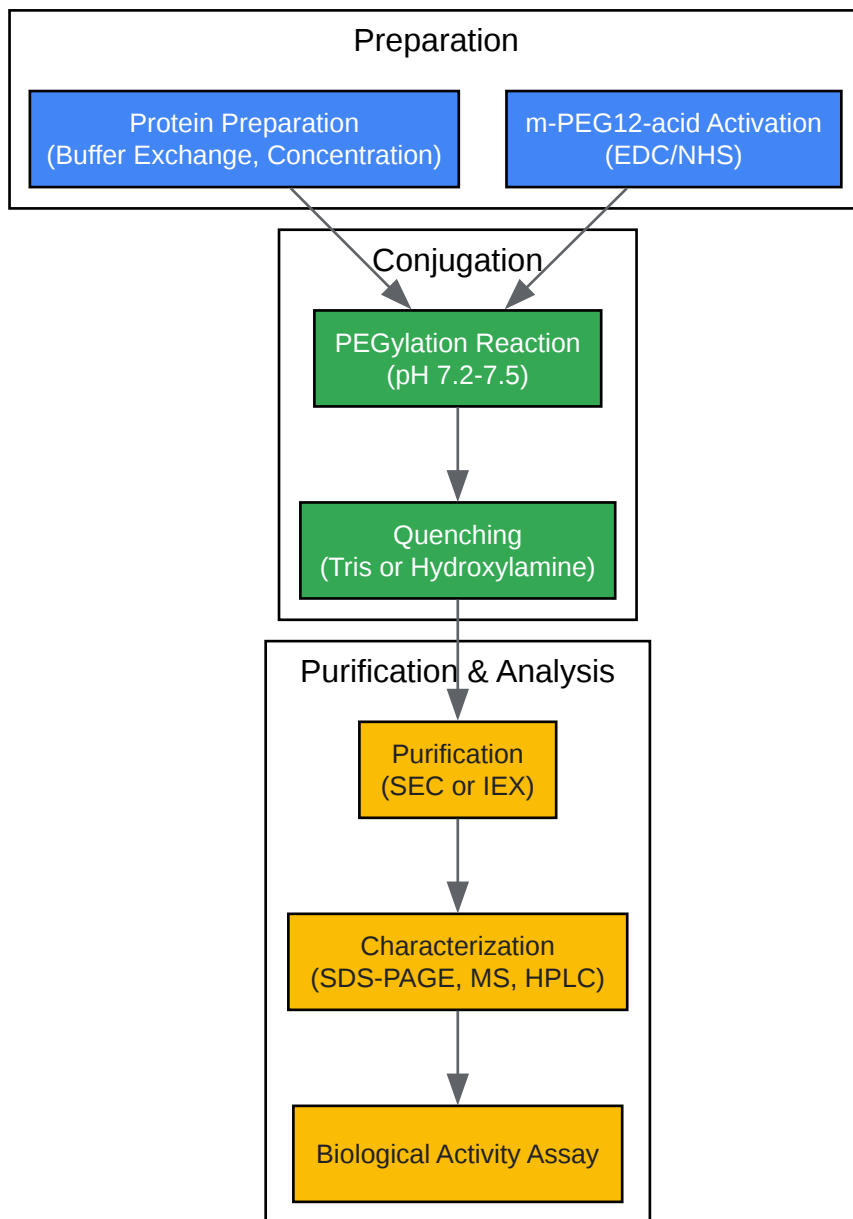 Preparation
Protein Preparation
(Buffer Exchange, Concentration)
m-PEG12-acid Activation
(EDC/NHS)
Conjugation
PEGylation Reaction
(pH 7.2-7.5)
Quenching
(Tris or Hydroxylamine)
Purification & Analysis
Purification
(SEC or IEX)
Characterization
(SDS-PAGE, MS, HPLC)
Biological Activity Assay